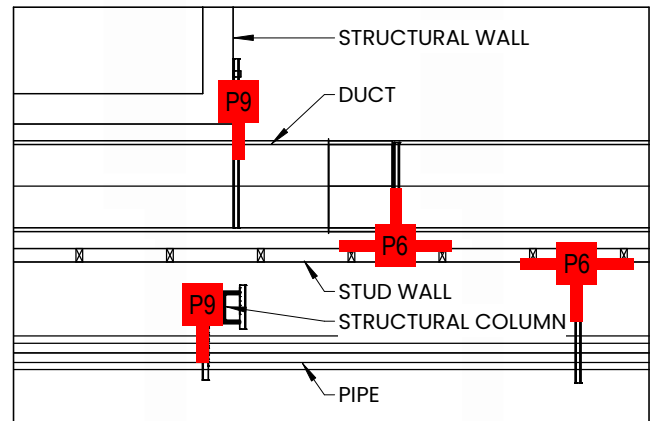 STRUCTURAL WALL
P9
DUCT
P6
P6
STUD WALL
P9
STRUCTURAL COLUMN
PIPE